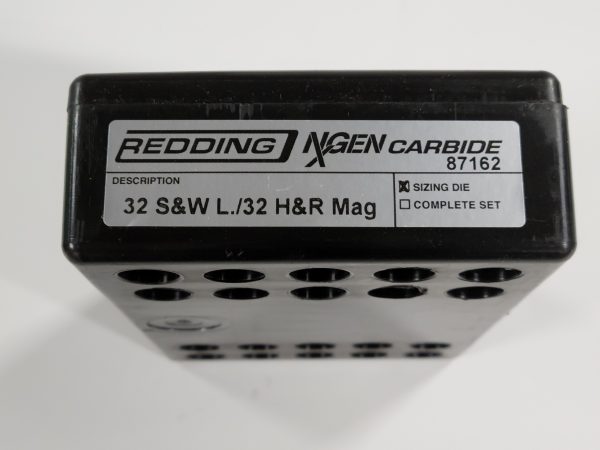 REDDING NXGEN CARBIDE
87162
DESCRIPTION
32 S&W L./32 H&R Mag
SIZING DIE
COMPLETE SET